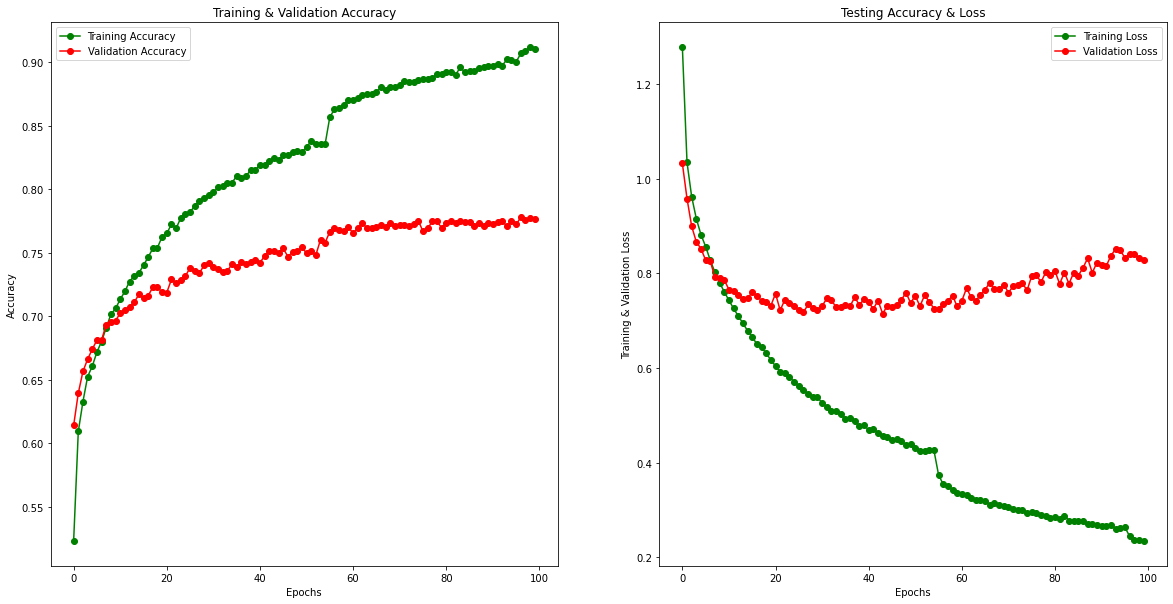 Training & Validation Accuracy
Training Accuracy
Validation Accuracy
Accuracy
0.90
0.85
0.80
0.75
0.70
0.65
0.60
0.55
0
20
40
60
80
100
Epochs
Testing Accuracy & Loss
Training Loss
Validation Loss
Training & Validation Loss
1.2
1.0
0.8
0.6
0.4
0.2
0
20
40
60
80
100
Epochs